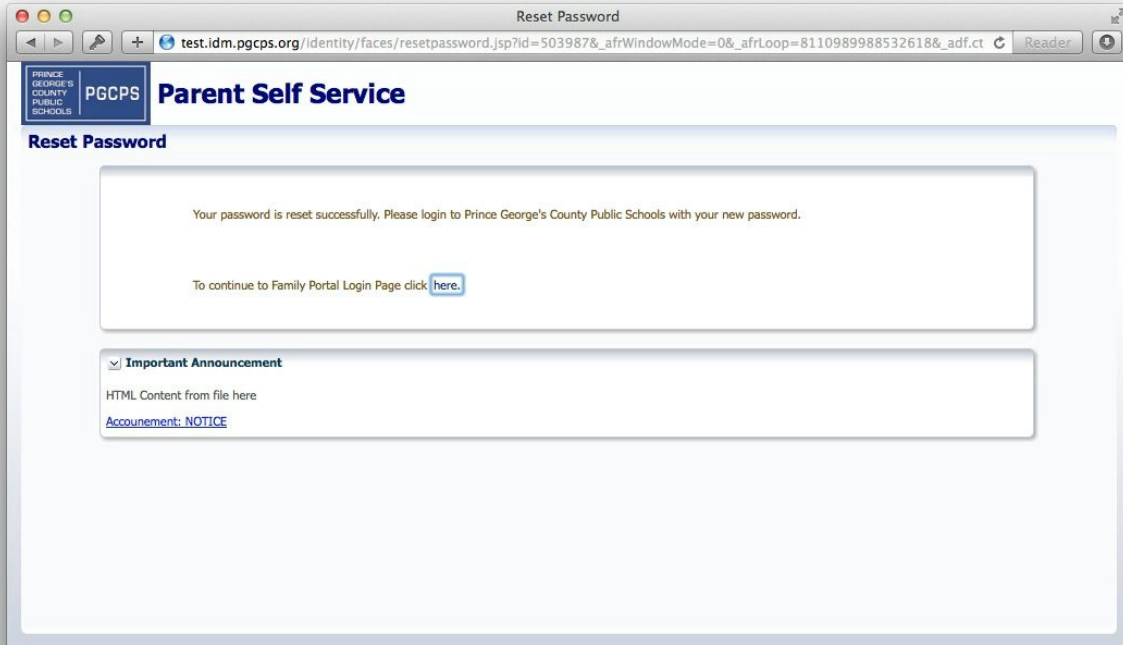 Reset Password
test.idm.pgcps.org/identity/faces/resetpassword.jsp?id=503987&_afrWindowMode=0&_afrLoop=8110989988532618&_adf.ct
Reader
PRINCE
GEORGE'S
COUNTY
PUBLIC
SCHOOLS
PGCPS
Parent Self Service
Reset Password
Your password is reset successfully. Please login to Prince George's County Public Schools with your new password.
To continue to Family Portal Login Page click here.
Important Announcement
HTML Content from file here
Accounement: NOTICE